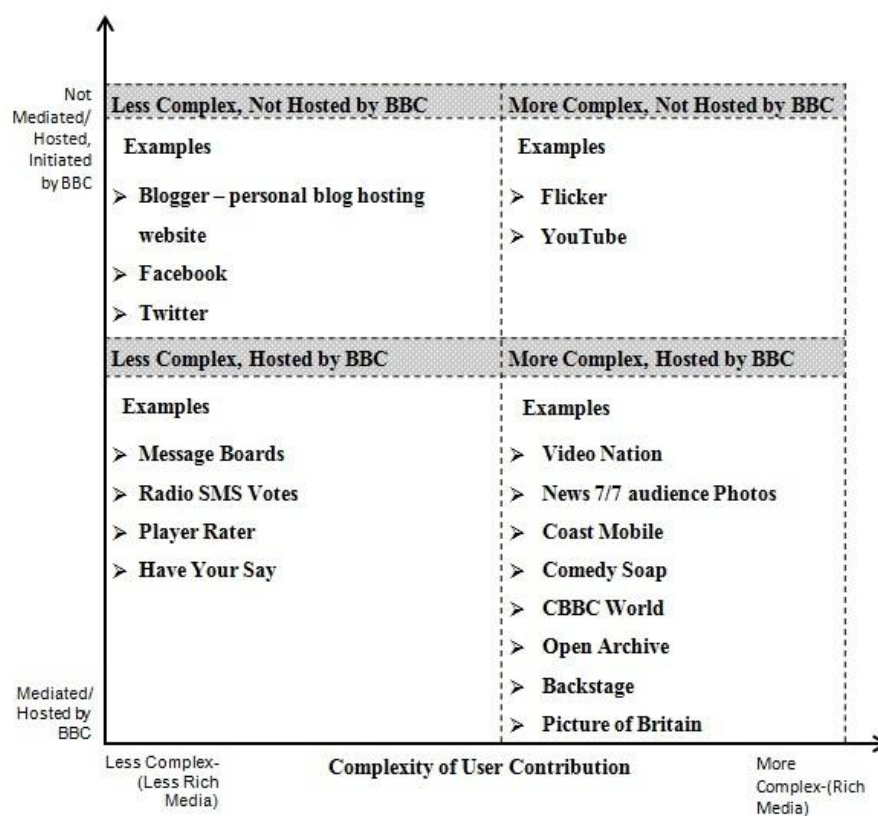 Not
Mediated/
Hosted,
Initiated
by BBC
Less Complex, Not Hosted by BBC
Examples
➢ Blogger – personal blog hosting
website
➢ Facebook
➢ Twitter
More Complex, Not Hosted by BBC
Examples
➢ Flicker
➢ YouTube
Less Complex, Hosted by BBC
Examples
➢ Message Boards
➢ Radio SMS Votes
➢ Player Rater
➢ Have Your Say
More Complex, Hosted by BBC
Examples
➢ Video Nation
➢ News 7/7 audience Photos
➢ Coast Mobile
➢ Comedy Soap
➢ CBBC World
➢ Open Archive
➢ Backstage
➢ Picture of Britain
Mediated/
Hosted by
BBC
Less Complex-
(Less Rich
Media)
Complexity of User Contribution
More
Complex-(Rich
Media)